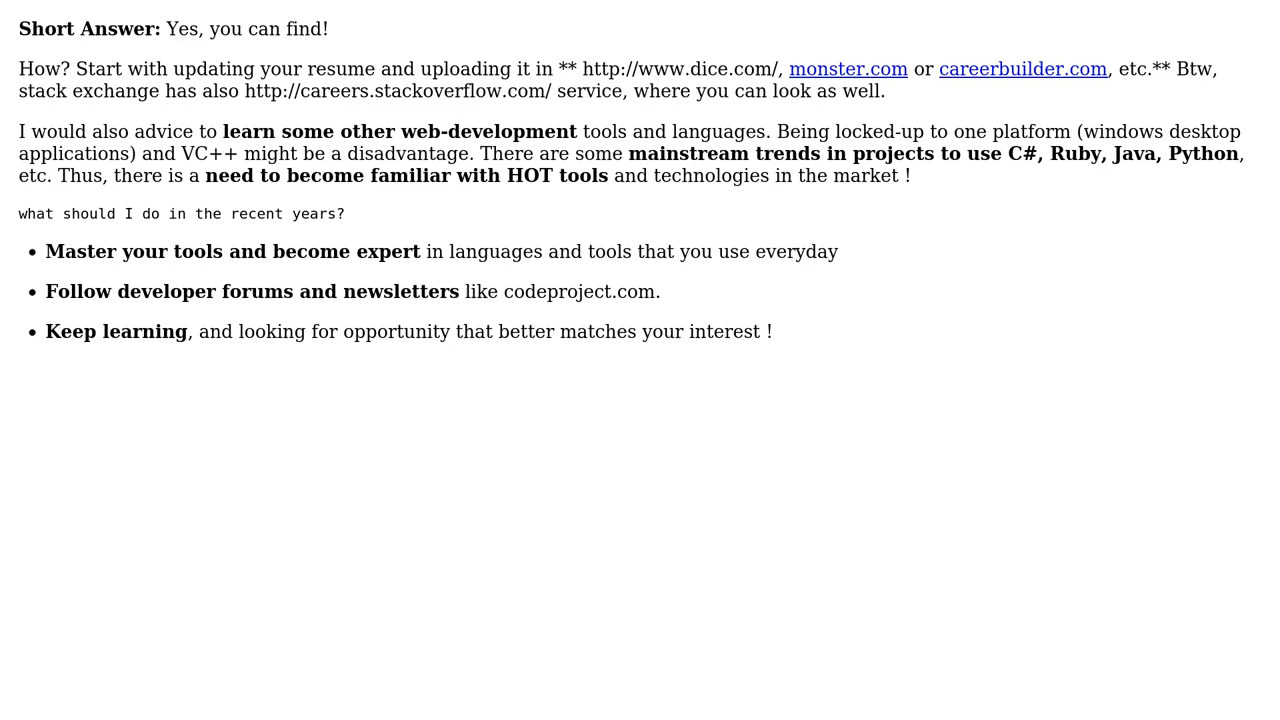 Short Answer: Yes, you can find!
How? Start with updating your resume and uploading it in ** http://www.dice.com/, monster.com or careerbuilder.com, etc.** Btw,
stack exchange has also http://careers.stackoverflow.com/ service, where you can look as well.
I would also advice to learn some other web-development tools and languages. Being locked-up to one platform (windows desktop
applications) and VC++ might be a disadvantage. There are some mainstream trends in projects to use C#, Ruby, Java, Python,
etc. Thus, there is a need to become familiar with HOT tools and technologies in the market !
what should I do in the recent years?
• Master your tools and become expert in languages and tools that you use everyday
• Follow developer forums and newsletters like codeproject.com.
• Keep learning, and looking for opportunity that better matches your interest !